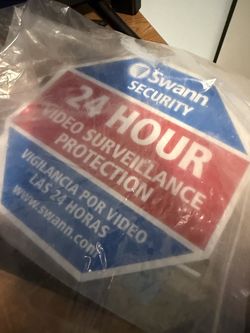 Swann
SECURITY
24 HOUR
VIDEO SURVEILLANCE
PROTECTION
VIGILANCIA POR VIDEO
LAS 24 HORAS
www.swann.com